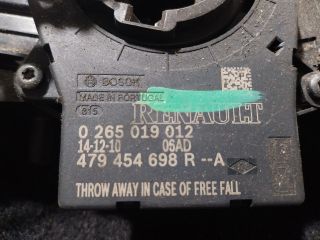 BOSCH
MADE IN PORTUGAL
815
RENAULT
0 265 019 012
14-12-10 06AD
479 454 698 R --A
THROW AWAY IN CASE OF FREE FALL